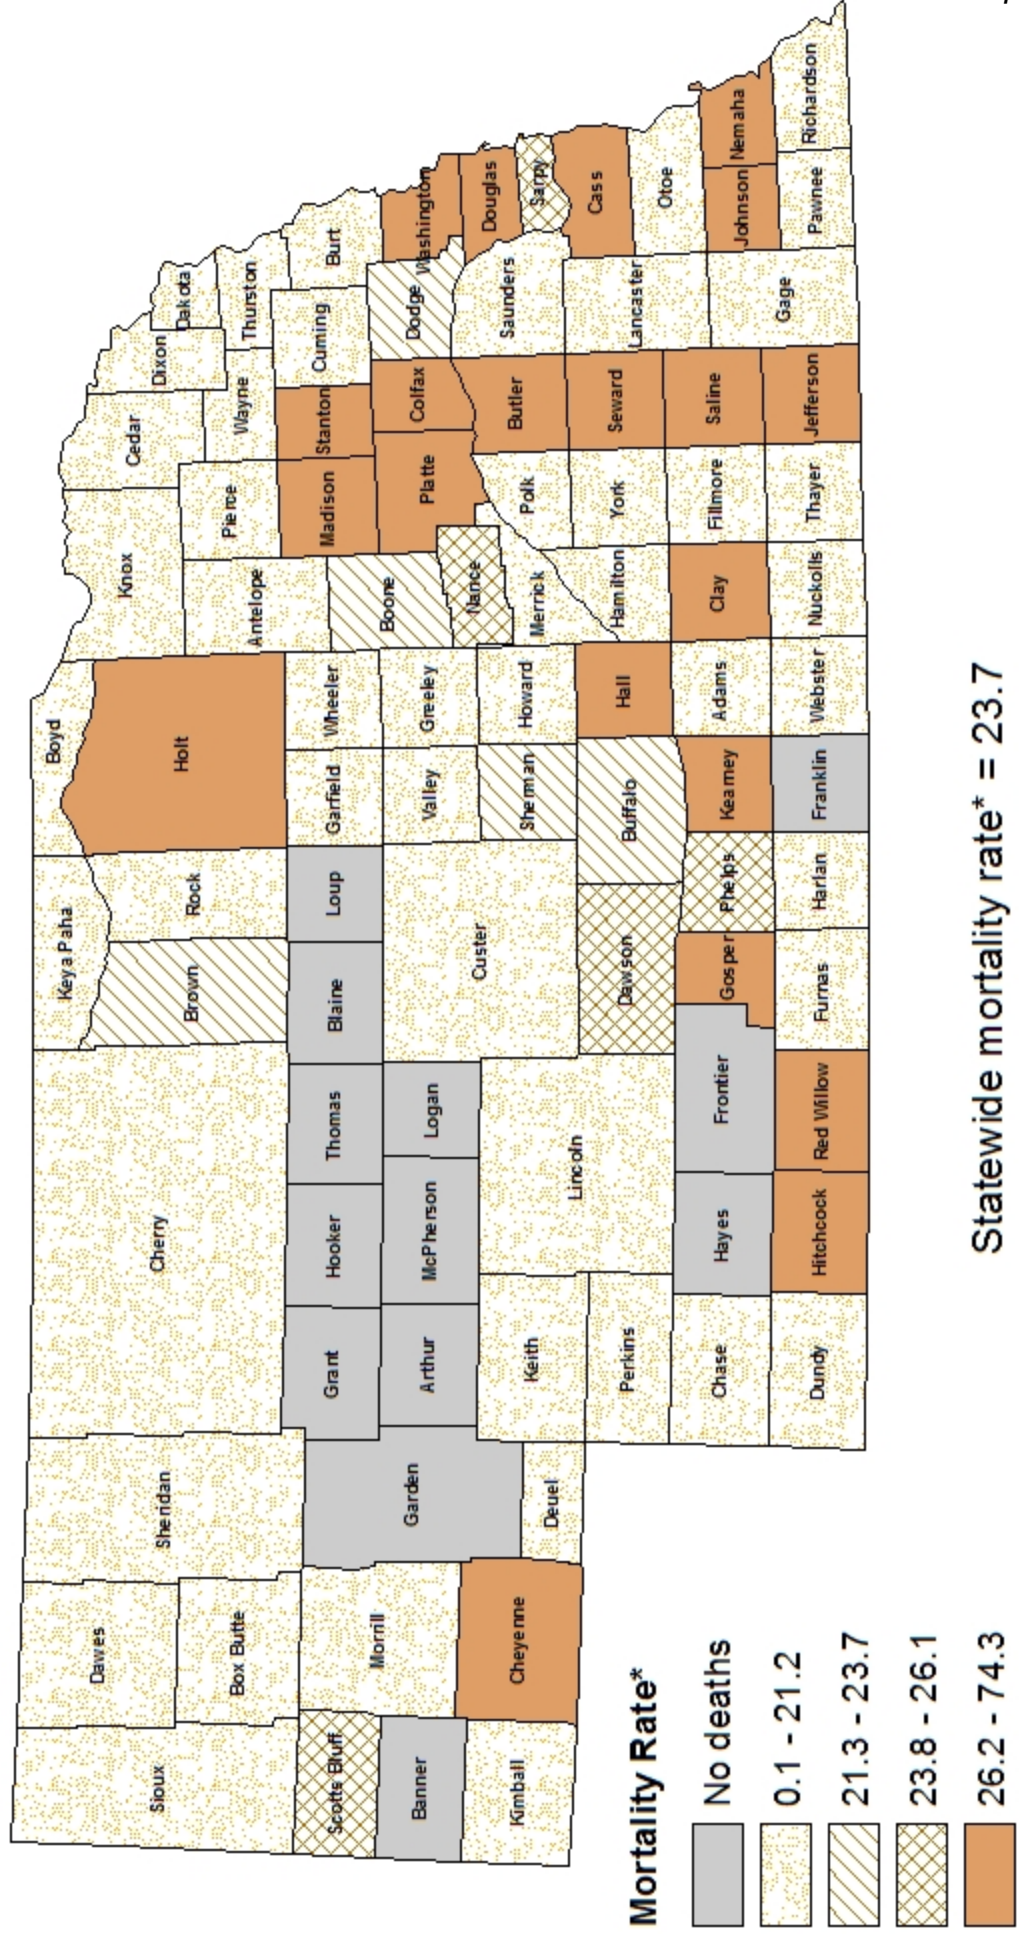 Sioux
Dawes
Sheridan
Cherry
Keya Paha
Boyd
Knox
Cedar
Dixon
Dakota
Box Butte
Brown
Rock
Holt
Antelope
Pierce
Wayne
Thurston
Scotts Bluff
Morrill
Garden
Grant
Hooker
Thomas
Blaine
Loup
Garfield
Wheeler
Boone
Madison
Stanton
Cuming
Burt
Banner
Arthur
McPherson
Logan
Custer
Valley
Greeley
Nance
Platte
Colfax
Dodge
Washington
Kimball
Cheyenne
Deuel
Keith
Lincoln
Sherman
Howard
Merrick
Polk
Butler
Saunders
Douglas
Sarpy
Perkins
Dawson
Buffalo
Hall
Hamilton
York
Seward
Lancaster
Cass
Otoe
Chase
Hayes
Frontier
Gosper
Phelps
Kearney
Adams
Clay
Fillmore
Saline
Gage
Johnson
Nemaha
Dundy
Hitchcock
Red Willow
Furnas
Harlan
Franklin
Webster
Nuckolls
Thayer
Jefferson
Pawnee
Richardson
Mortality Rate*
No deaths
0.1 - 21.2
21.3 - 23.7
23.8 - 26.1
26.2 - 74.3
Statewide mortality rate* = 23.7